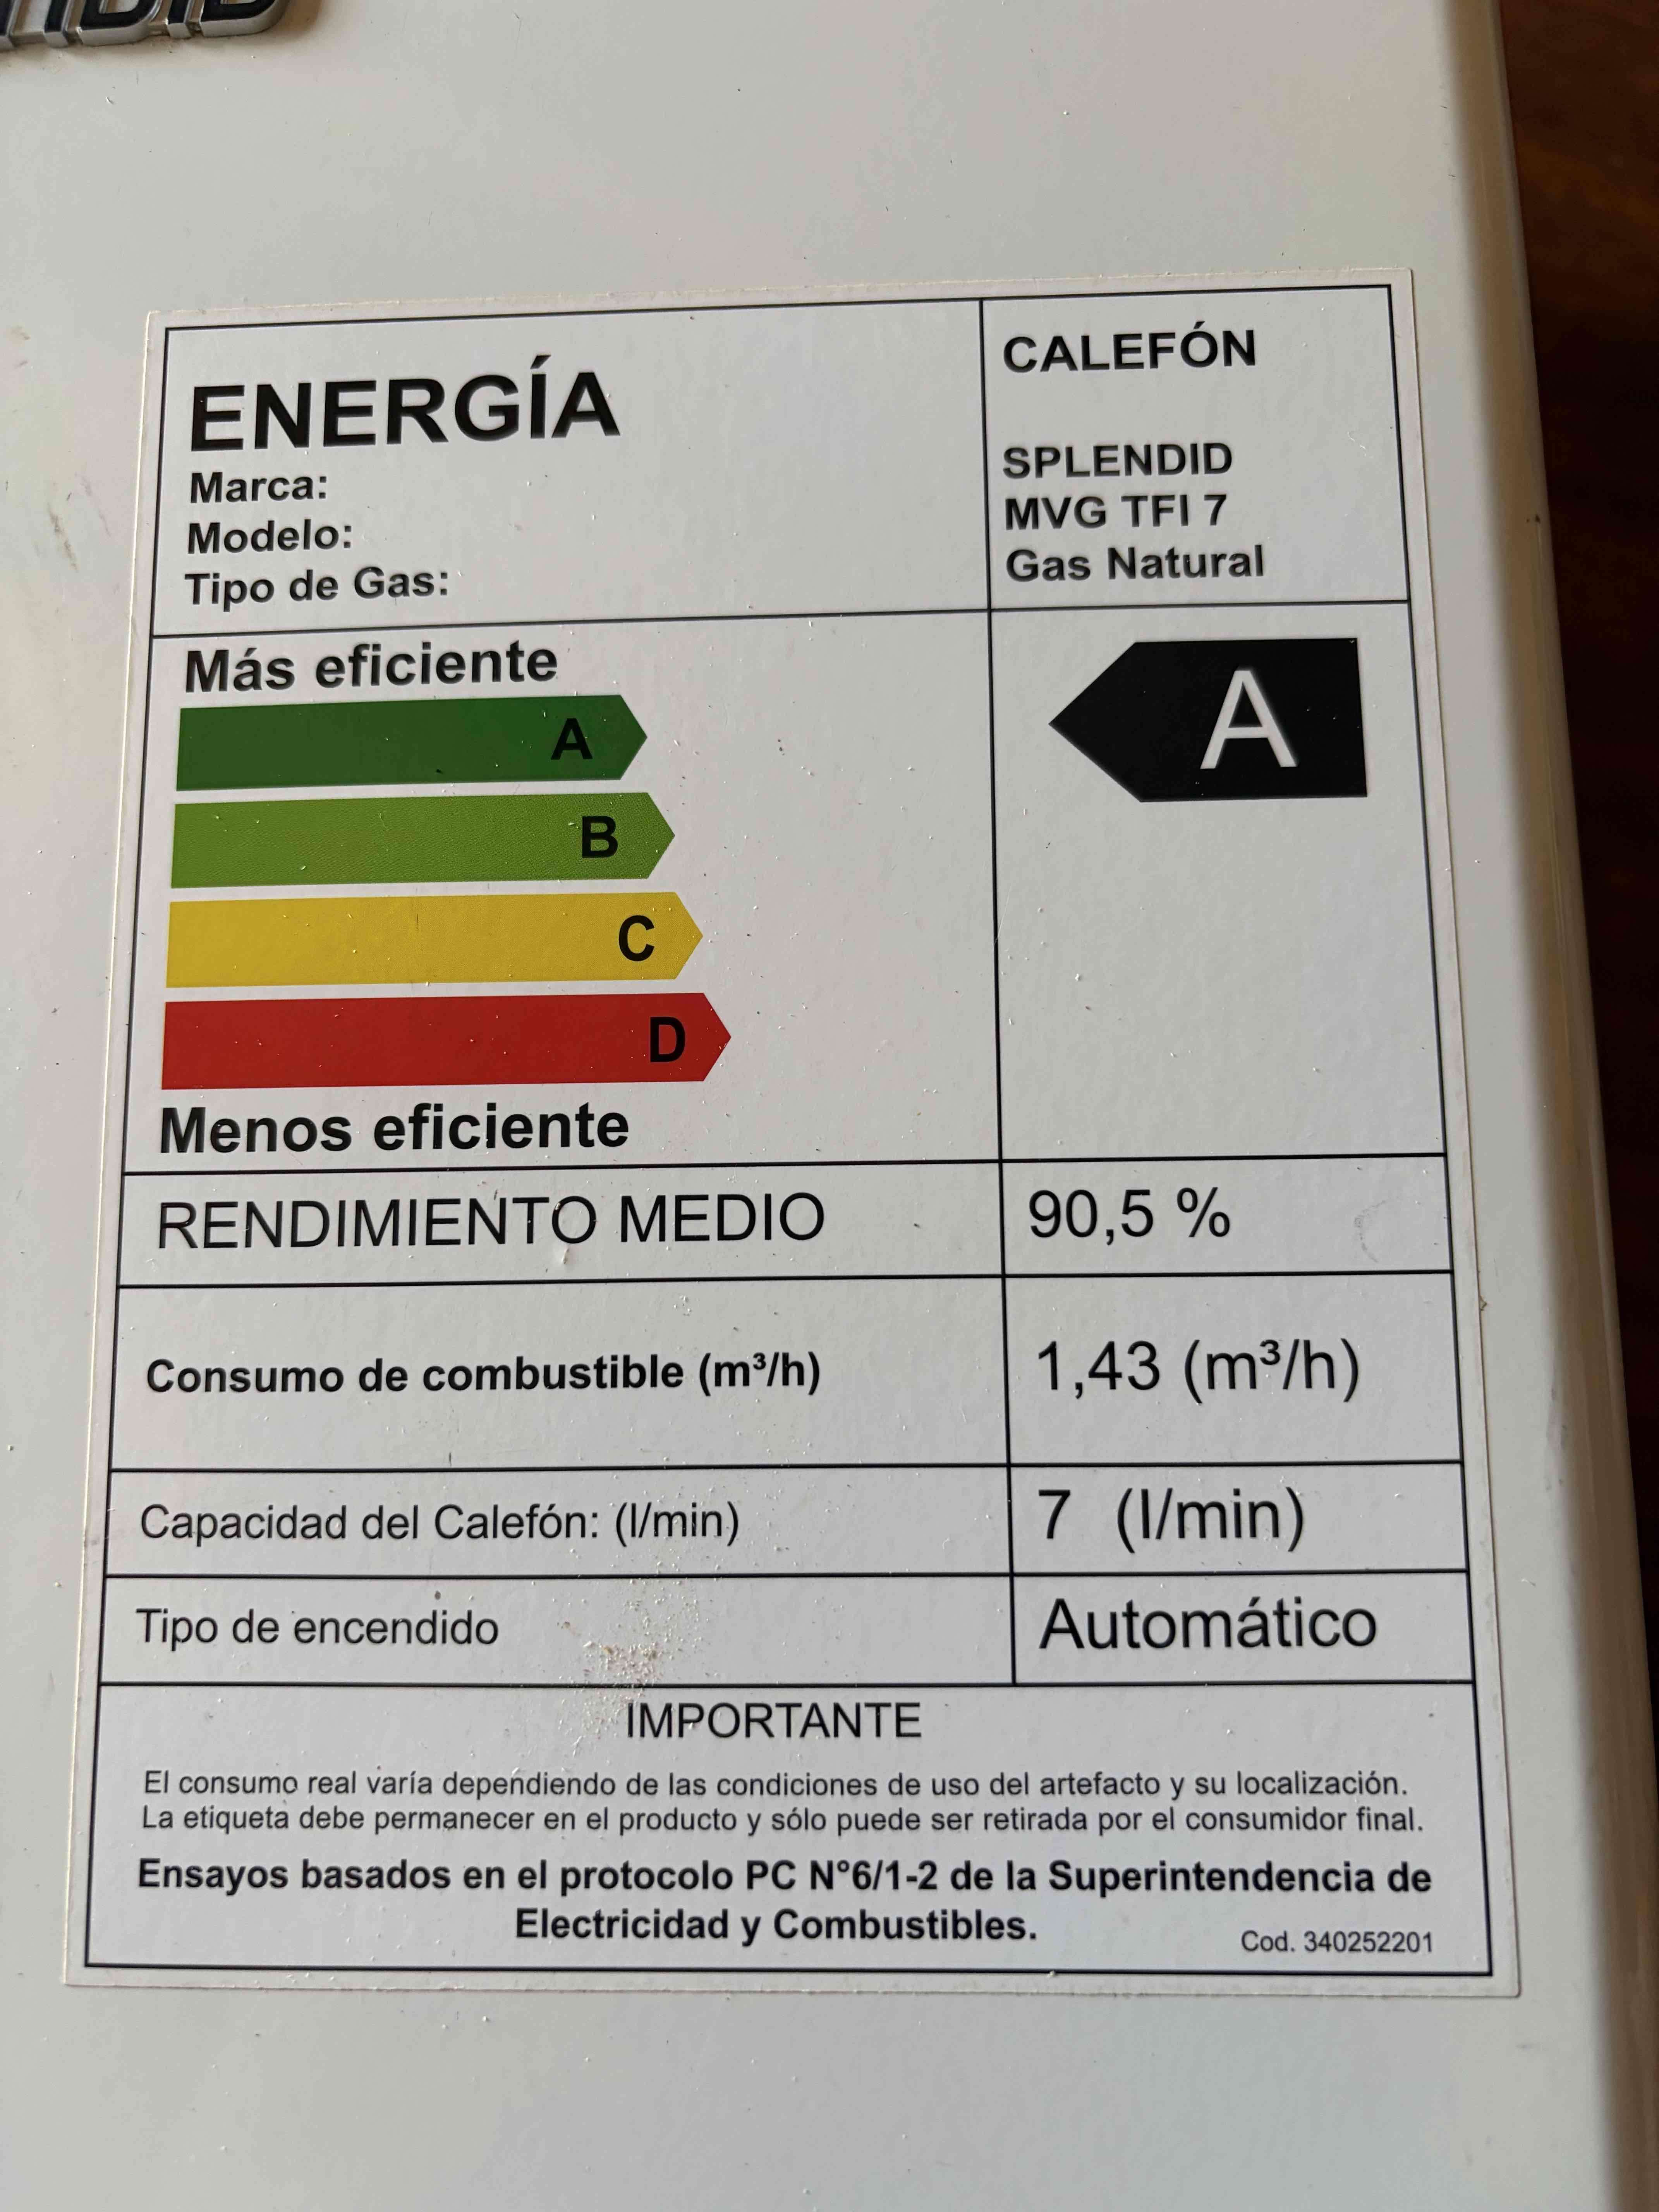 ENERGÍA
CALEFÓN
Marca:
SPLENDID
Modelo:
MVG TFI 7
Tipo de Gas:
Gas Natural
Más eficiente
A
A
B
C
D
Menos eficiente
RENDIMIENTO MEDIO
90,5 %
Consumo de combustible (m³/h)
1,43 (m³/h)
Capacidad del Calefón: (l/min)
7 (l/min)
Tipo de encendido
Automático
IMPORTANTE
El consumo real varía dependiendo de las condiciones de uso del artefacto y su localización.
La etiqueta debe permanecer en el producto y sólo puede ser retirada por el consumidor final.
Ensayos basados en el protocolo PC N°6/1-2 de la Superintendencia de
Electricidad y Combustibles.
Cod. 340252201